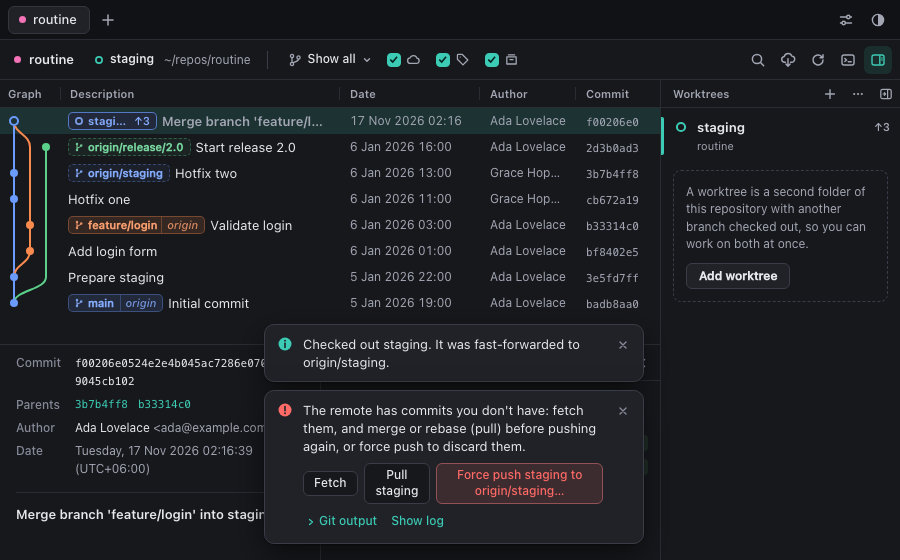 routine
routine staging ~/repos/routine Show all
Graph Description Date Author Commit Worktrees
stagi... ↑3 Merge branch 'feature/l... 17 Nov 2026 02:16 Ada Lovelace f00206e0
origin/release/2.0 Start release 2.0 6 Jan 2026 16:00 Ada Lovelace 2d3b0ad3
origin/staging Hotfix two 6 Jan 2026 13:00 Grace Hop... 3b7b4ff8
Hotfix one 6 Jan 2026 11:00 Grace Hop... cb672a19
feature/login origin Validate login 6 Jan 2026 03:00 Ada Lovelace b33314c0
Add login form 6 Jan 2026 01:00 Ada Lovelace bf8402e5
Prepare staging 5 Jan 2026 22:00 Ada Lovelace 3e5fd7ff
main origin Initial commit 5 Jan 2026 19:00 Ada Lovelace badb8aa0
staging ↑3
routine
A worktree is a second folder of
this repository with another
branch checked out, so you can
work on both at once.
Add worktree
Commit f00206e0524e2e4b045ac7286e070
9045cb102
Parents 3b7b4ff8 b33314c0
Author Ada Lovelace <ada@example.com
Date Tuesday, 17 Nov 2026 02:16:39
(UTC+06:00)
Merge branch 'feature/login' into stagin
Checked out staging. It was fast-forwarded to
origin/staging.
The remote has commits you don't have: fetch
them, and merge or rebase (pull) before pushing
again, or force push to discard them.
Fetch
Pull
staging
Force push staging to
origin/staging...
Git output Show log